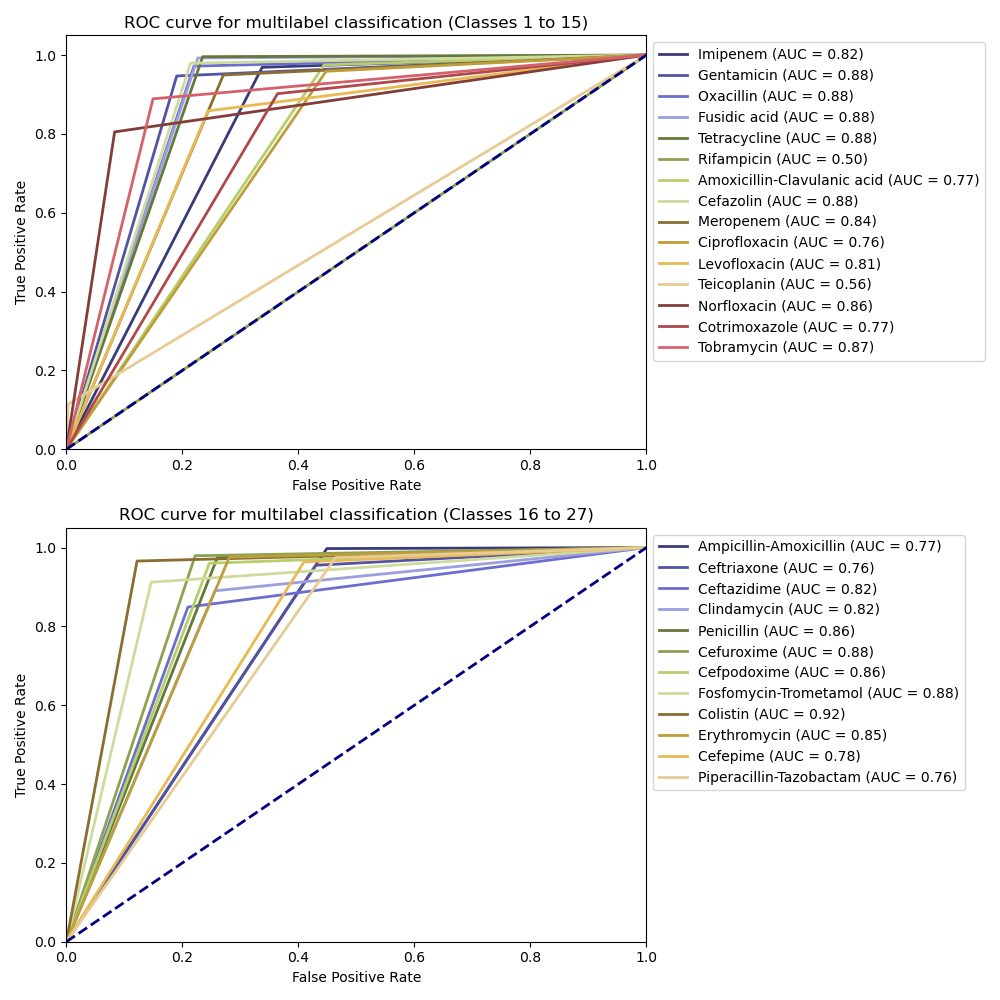 ROC curve for multilabel classification (Classes 1 to 15)
True Positive Rate
1.0
0.8
0.6
0.4
0.2
0.0
0.0 0.2 0.4 0.6 0.8 1.0
False Positive Rate
Imipenem (AUC = 0.82)
Gentamicin (AUC = 0.88)
Oxacillin (AUC = 0.88)
Fusidic acid (AUC = 0.88)
Tetracycline (AUC = 0.88)
Rifampicin (AUC = 0.50)
Amoxicillin-Clavulanic acid (AUC = 0.77)
Cefazolin (AUC = 0.88)
Meropenem (AUC = 0.84)
Ciprofloxacin (AUC = 0.76)
Levofloxacin (AUC = 0.81)
Teicoplanin (AUC = 0.56)
Norfloxacin (AUC = 0.86)
Cotrimoxazole (AUC = 0.77)
Tobramycin (AUC = 0.87)
ROC curve for multilabel classification (Classes 16 to 27)
True Positive Rate
1.0
0.8
0.6
0.4
0.2
0.0
0.0 0.2 0.4 0.6 0.8 1.0
False Positive Rate
Ampicillin-Amoxicillin (AUC = 0.77)
Ceftriaxone (AUC = 0.76)
Ceftazidime (AUC = 0.82)
Clindamycin (AUC = 0.82)
Penicillin (AUC = 0.86)
Cefuroxime (AUC = 0.88)
Cefpodoxime (AUC = 0.86)
Fosfomycin-Trometamol (AUC = 0.88)
Colistin (AUC = 0.92)
Erythromycin (AUC = 0.85)
Cefepime (AUC = 0.78)
Piperacillin-Tazobactam (AUC = 0.76)